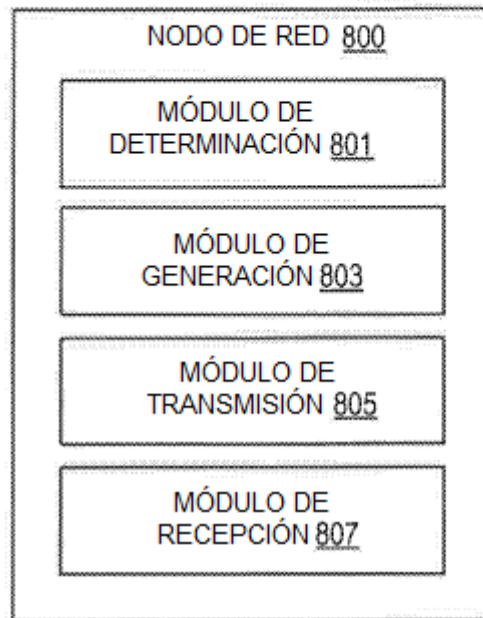 NODO DE RED 800
MÓDULO DE
DETERMINACIÓN 801
MÓDULO DE
GENERACIÓN 803
MÓDULO DE
TRANSMISIÓN 805
MÓDULO DE
RECEPCIÓN 807